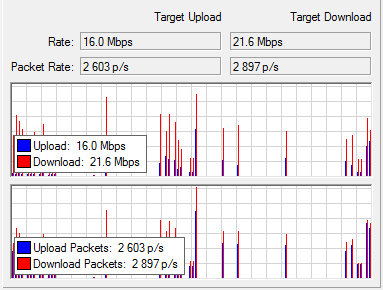 Target Upload Target Download
Rate: 16.0 Mbps 21.6 Mbps
Packet Rate: 2 603 p/s 2 897 p/s
Upload: 16.0 Mbps
Download: 21.6 Mbps
Upload Packets: 2 603 p/s
Download Packets: 2 897 p/s